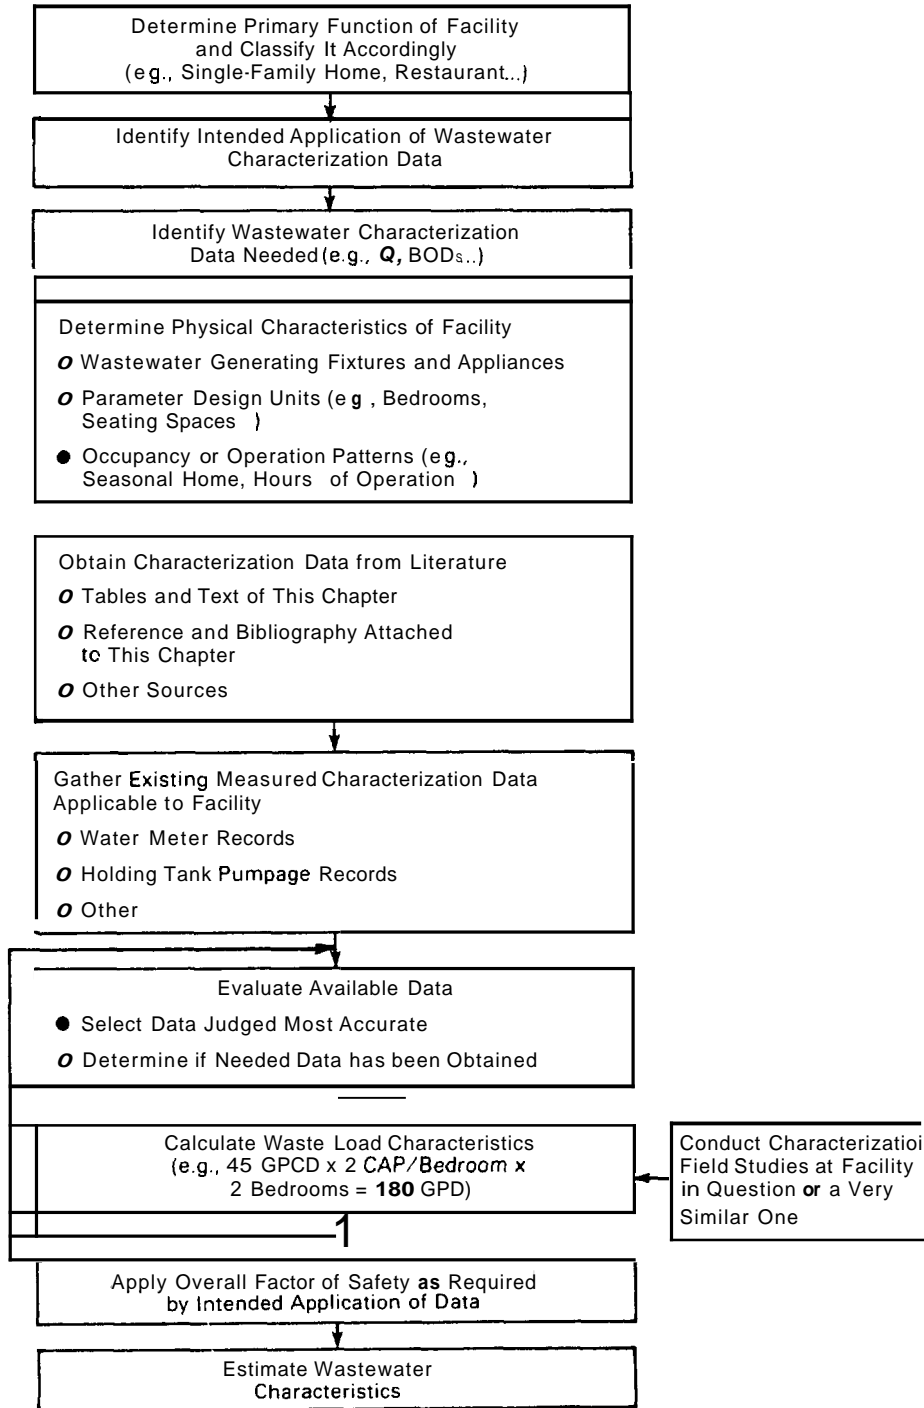 Determine Primary Function of Facility
and Classify It Accordingly
(eg., Single-Family Home, Restaurant...)
Identify Intended Application of Wastewater
Characterization Data
Identify Wastewater Characterization
Data Needed (e.g., Q, BOD₅...)
Determine Physical Characteristics of Facility
o Wastewater Generating Fixtures and Appliances
o Parameter Design Units (e g , Bedrooms,
Seating Spaces )
● Occupancy or Operation Patterns (eg.,
Seasonal Home, Hours of Operation )
Obtain Characterization Data from Literature
o Tables and Text of This Chapter
o Reference and Bibliography Attached
to This Chapter
o Other Sources
Gather Existing Measured Characterization Data
Applicable to Facility
o Water Meter Records
o Holding Tank Pumpage Records
o Other
Evaluate Available Data
● Select Data Judged Most Accurate
o Determine if Needed Data has been Obtained
Calculate Waste Load Characteristics
(e.g., 45 GPCD x 2 CAP/Bedroom x
2 Bedrooms = 180 GPD)
Conduct Characterizatioi
Field Studies at Facility
in Question or a Very
Similar One
1
Apply Overall Factor of Safety as Required
by Intended Application of Data
Estimate Wastewater
Characteristics